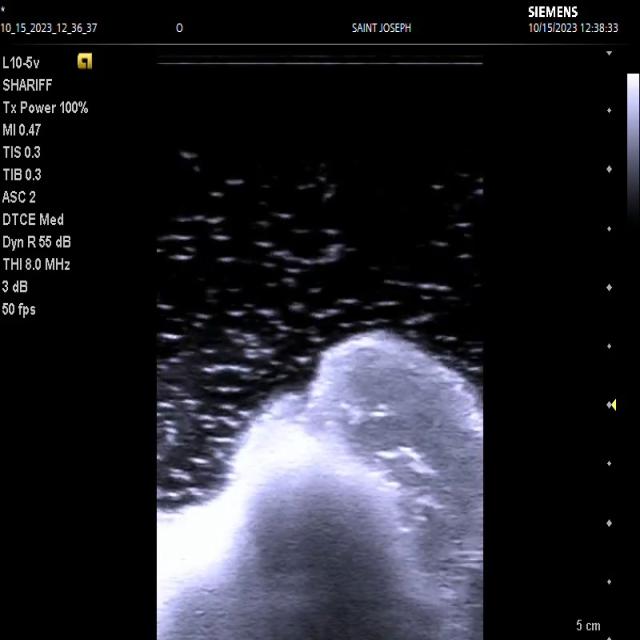 SIEMENS
10_15_2023_12_36_37 O SAINT JOSEPH 10/15/2023 12:38:33
L10-5v
SHARIFF
Tx Power 100%
MI 0.47
TIS 0.3
TIB 0.3
ASC 2
DTCE Med
Dyn R 55 dB
THI 8.0 MHz
3 dB
50 fps
5 cm